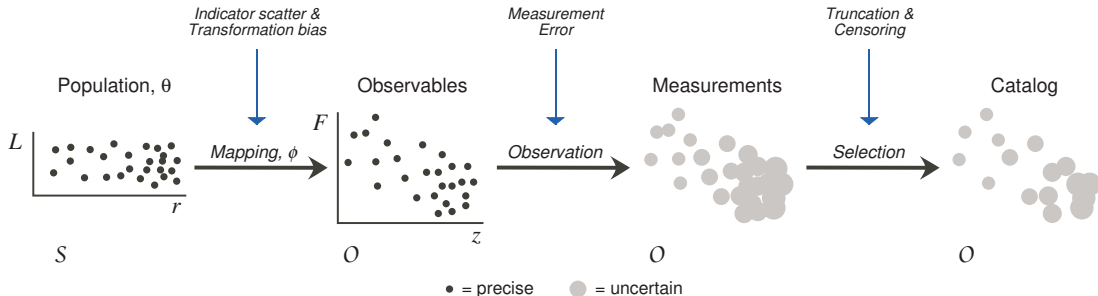 Indicator scatter &
Transformation bias
Measurement
Error
Truncation &
Censoring
Population, θ
Observables
Measurements
Catalog
L
r
Mapping, ϕ
F
z
Observation
Selection
S
O
O
O
• = precise
● = uncertain